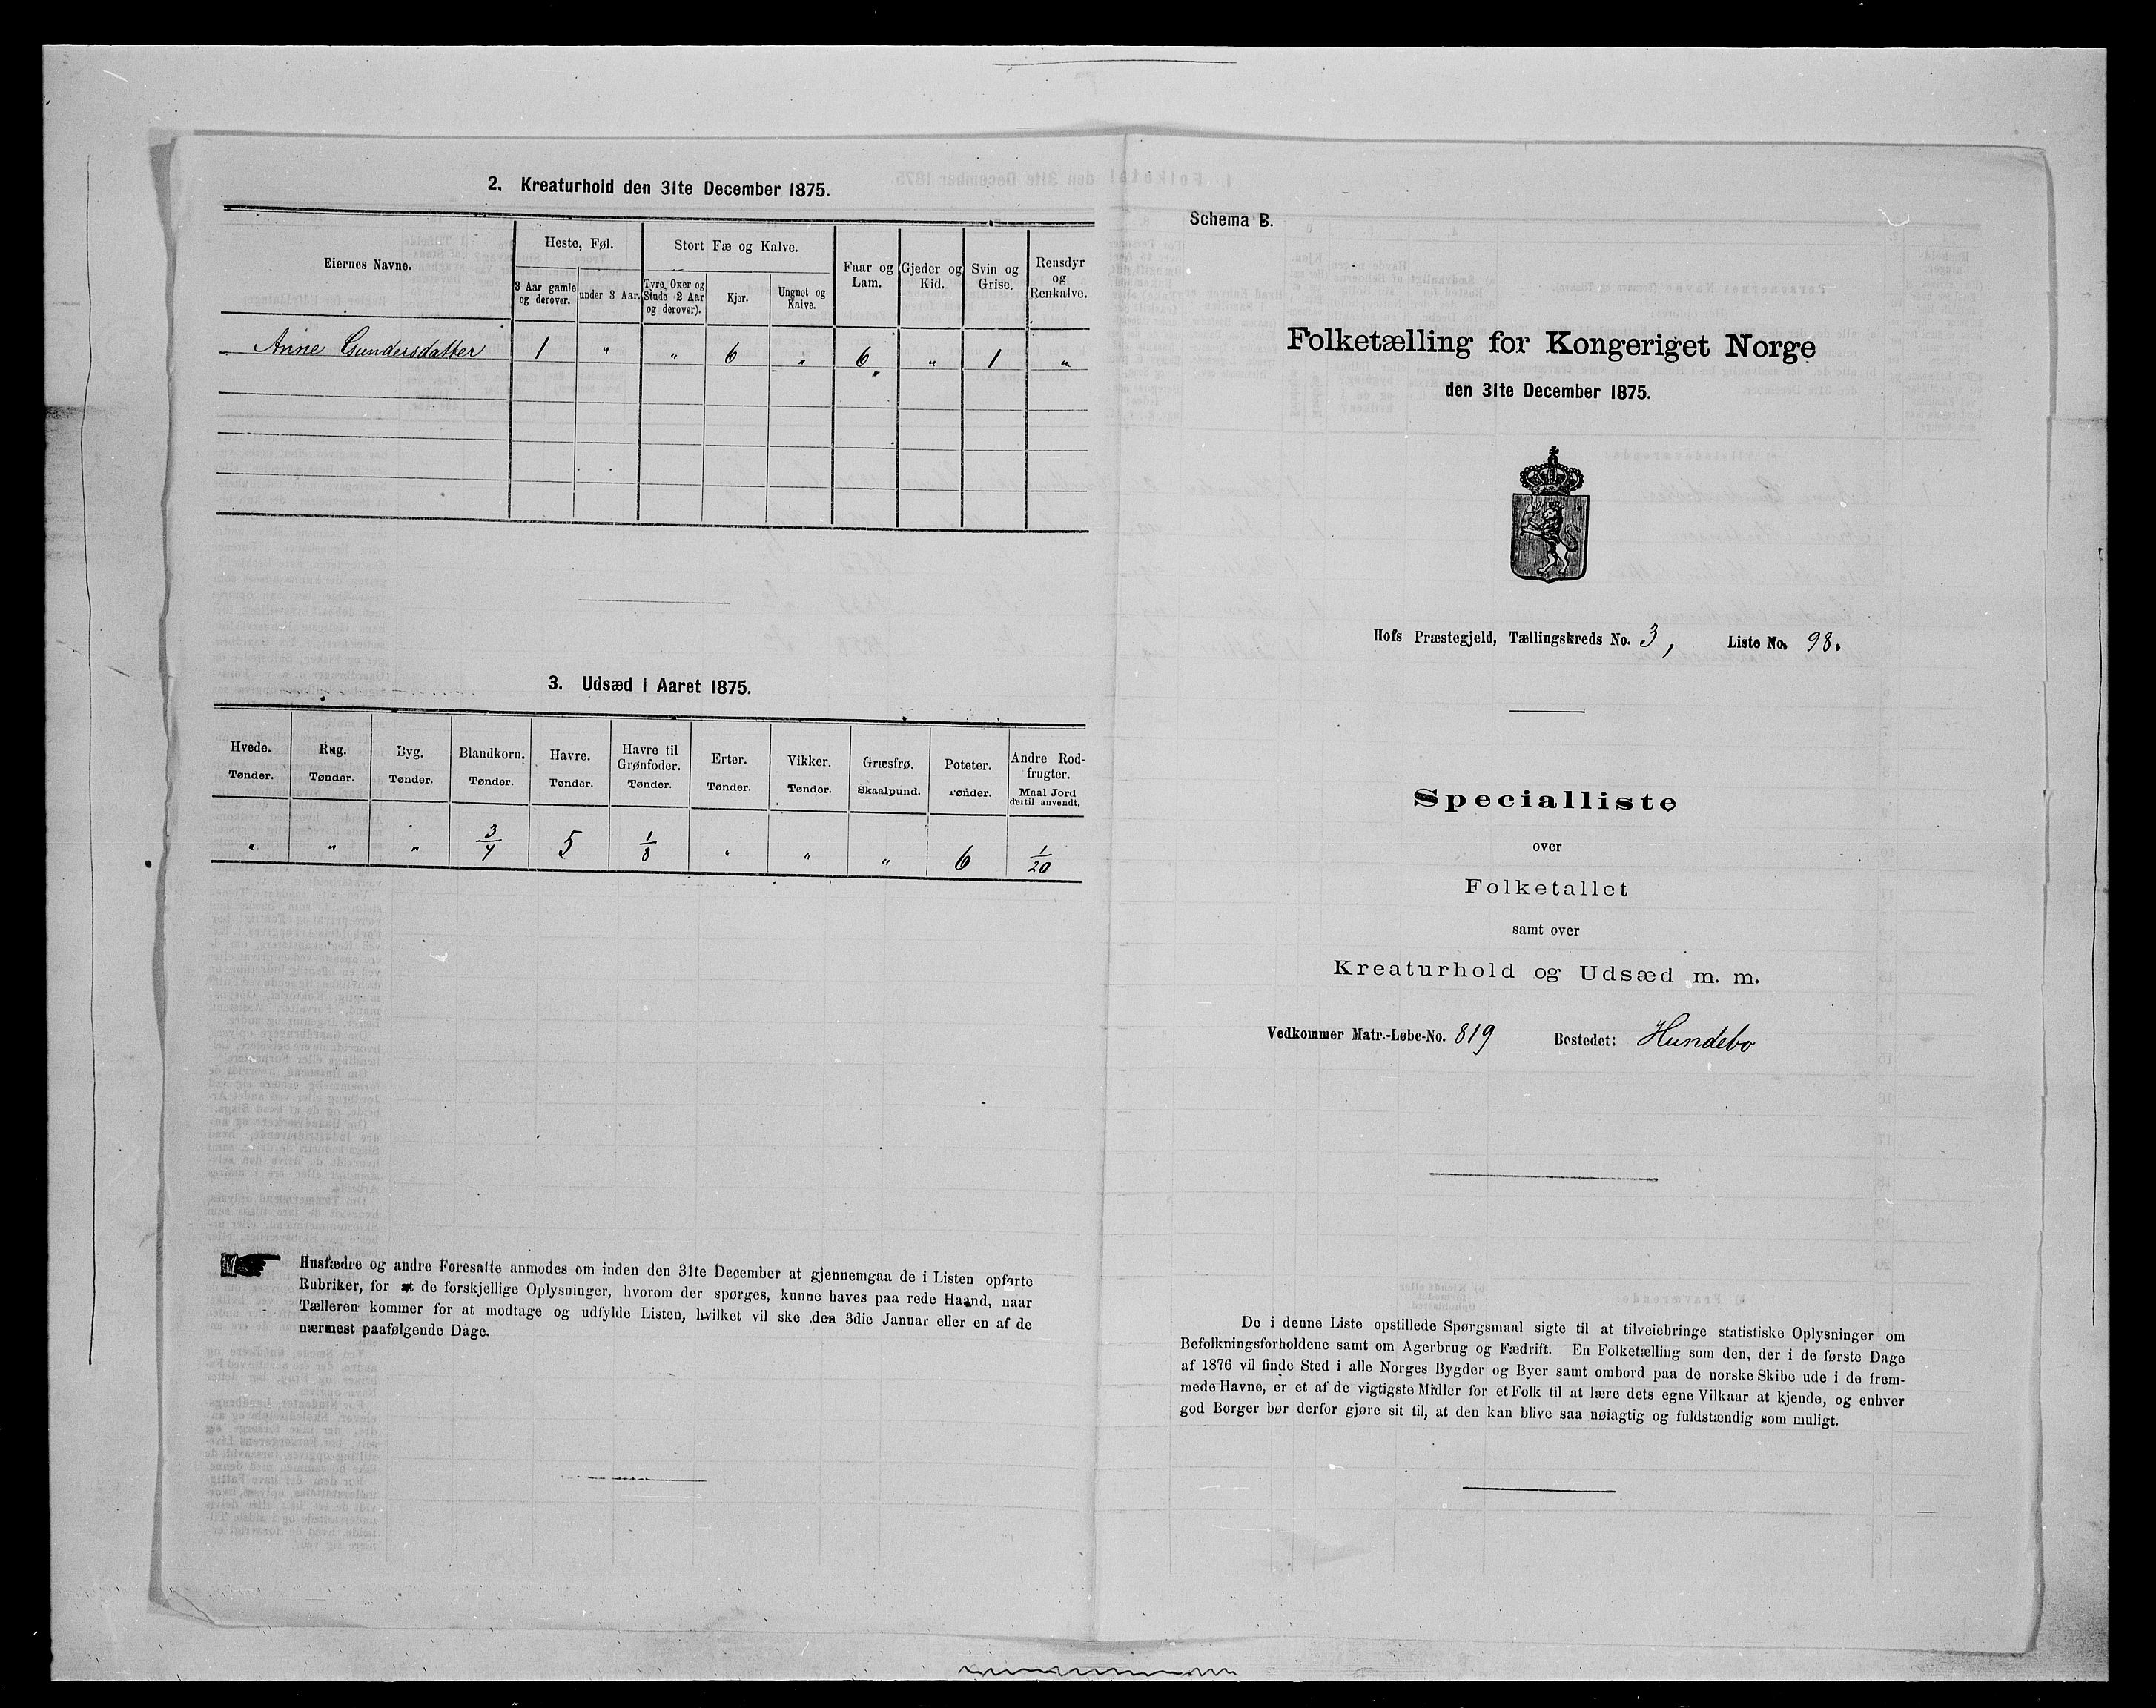 2. Kreaturhold den 31te December 1875.
Eiernes Navne.
Heste, Føl.
Stort Fæ og Kalve.
Faar og Lam.
Gjeder og Kid.
Svin og Grise.
Rensdyr og Renkalve.
3 Aar gamle og derover.
under 3 Aar.
Tyre, Oxer og Stude 2 Aar og derover).
Kjør.
Ungnøt og Kalve.
Anne Gundersdatter 1 " " 6 " 6 " 1 "
3. Udsæd i Aaret 1875.
Hvede. Rug. Byg. Blandkorn. Havre. Havre til Grønfoder. Erter. Vikker. Græsfrø. Poteter. Andre Rodfrugter.
Tønder. Tønder. Tønder. Tønder. Tønder. Tønder. Tønder. Tønder. Skaalpund. Tønder. Maal Jord dertil anvendt.
" " " 3/4 5 1/8 " " " 6 1/20
Husfædre og andre Foresatte anmodes om inden den 31te December at gjennemgaa de i Listen opførte
Rubriker, for at de forskjellige Oplysninger, hvorom der spørges, kunne haves paa rede Haand, naar
Tælleren kommer for at modtage og udfylde Listen, hvilket vil ske den 3die Januar eller en af de
nærmest paafølgende Dage.
Schema B.
Folketælling for Kongeriget Norge
den 31te December 1875.
Hofs Præstegjeld, Tællingskreds No. 3, Liste No. 98.
Specialliste
over
Folketallet
samt over
Kreaturhold og Udsæd m. m.
Vedkommer Matr.-Løbe-No. 819 Bostedet: Hundebo
De i denne Liste opstillede Spørgsmaal sigte til at tilveiebringe statistiske Oplysninger om
Befolkningsforholdene samt om Agerbrug og Fædrift. En Folketælling som den, der i de første Dage
af 1876 vil finde Sted i alle Norges Bygder og Byer samt ombord paa de norske Skibe ude i de frem-
mede Havne, er et af de vigtigste Midler for et Folk til at lære dets egne Vilkaar at kjende, og enhver
god Borger bør derfor gjøre sit til, at den kan blive saa nøiagtig og fuldstændig som muligt.